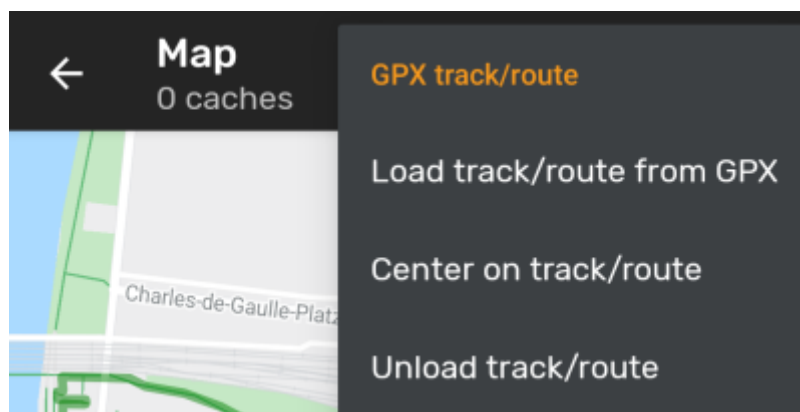 Map
0 caches
GPX track/route
Load track/route from GPX
Center on track/route
Charles-de-Gaulle-Platz
Unload track/route